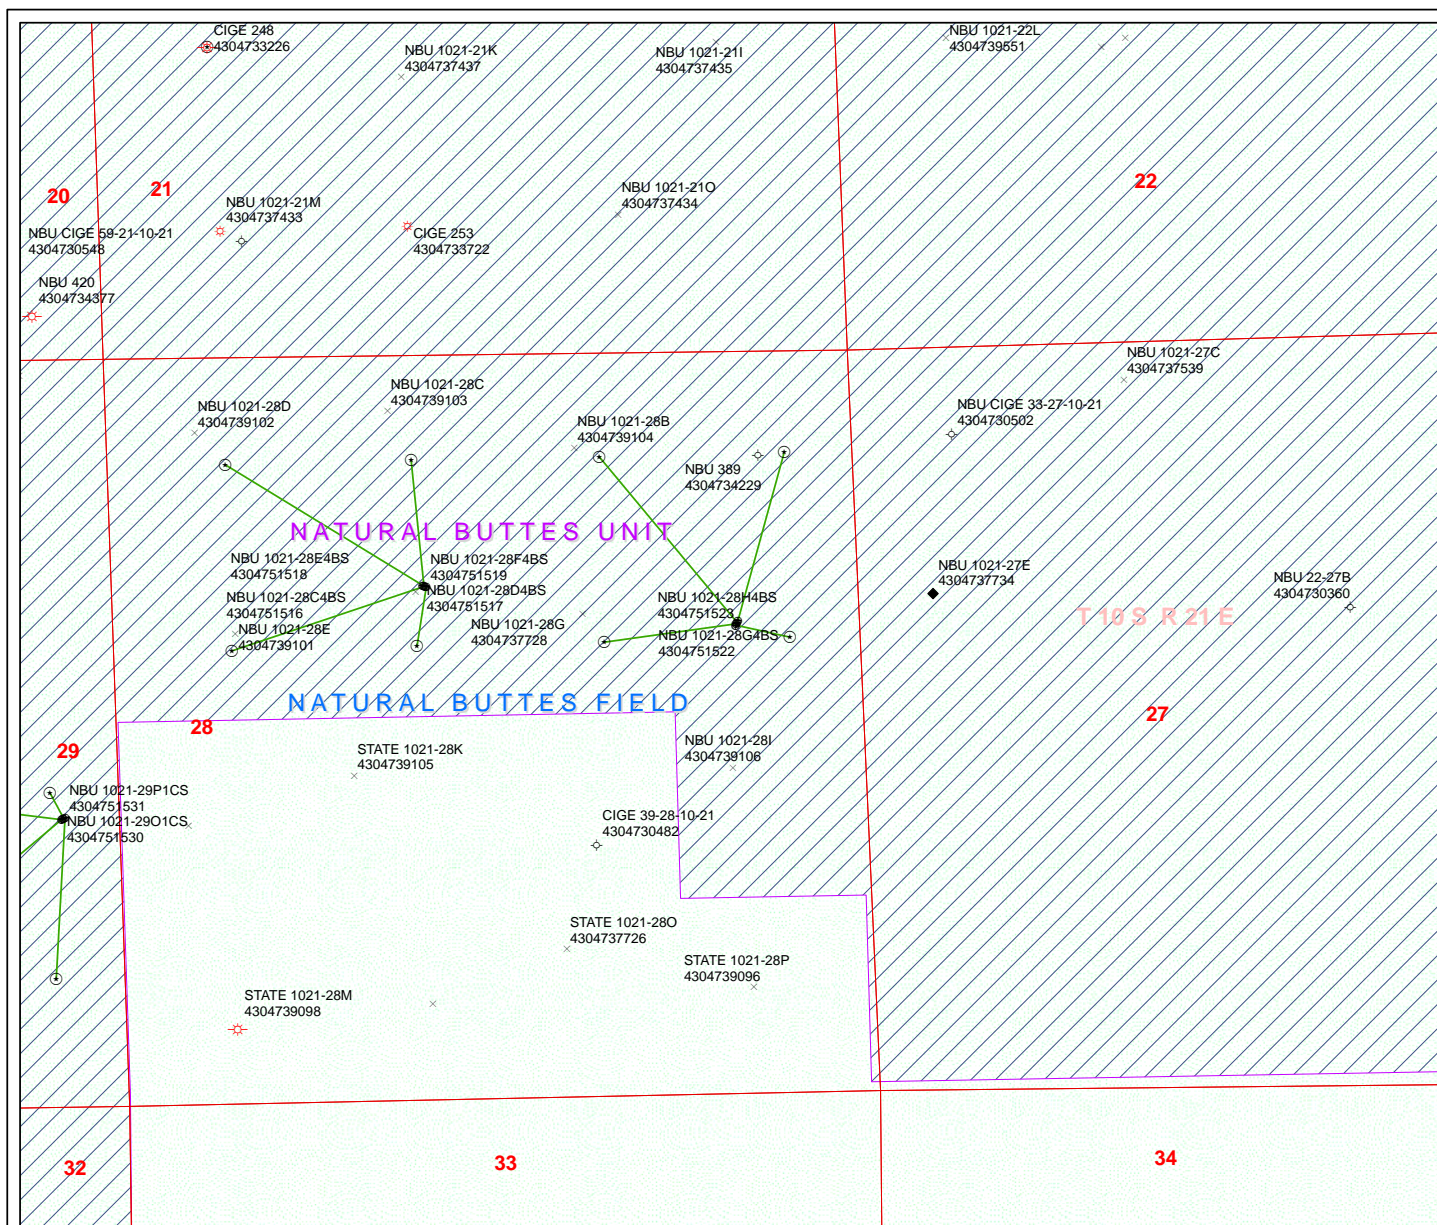 CIGE 248
4304733226
NBU 1021-21K
4304737437
NBU 1021-21I
4304737435
NBU 1021-22L
4304739551
20
21
22
NBU 1021-21M
4304737433
NBU 1021-21O
4304737434
NBU CIGE 59-21-10-21
4304730548
CIGE 253
4304733722
NBU 420
4304734377
NBU 1021-27C
4304737539
NBU 1021-28D
4304739102
NBU 1021-28C
4304739103
NBU 1021-28B
4304739104
NBU CIGE 33-27-10-21
4304730502
NBU 389
4304734229
NATURAL BUTTES UNIT
NBU 1021-28E4BS
4304751518
NBU 1021-28F4BS
4304751519
NBU 1021-28D4BS
4304751517
NBU 1021-28C4BS
4304751516
NBU 1021-28E
4304739101
NBU 1021-28G
4304737728
NBU 1021-28H4BS
4304751523
NBU 1021-28G4BS
4304751522
NBU 1021-27E
4304737734
NBU 22-27B
4304730360
T 10 S R 21 E
NATURAL BUTTES FIELD
28
27
29
NBU 1021-28I
4304739106
STATE 1021-28K
4304739105
NBU 1021-29P1CS
4304751531
NBU 1021-29O1CS
4304751530
CIGE 39-28-10-21
4304730482
STATE 1021-28O
4304737726
STATE 1021-28P
4304739096
STATE 1021-28M
4304739098
32
33
34